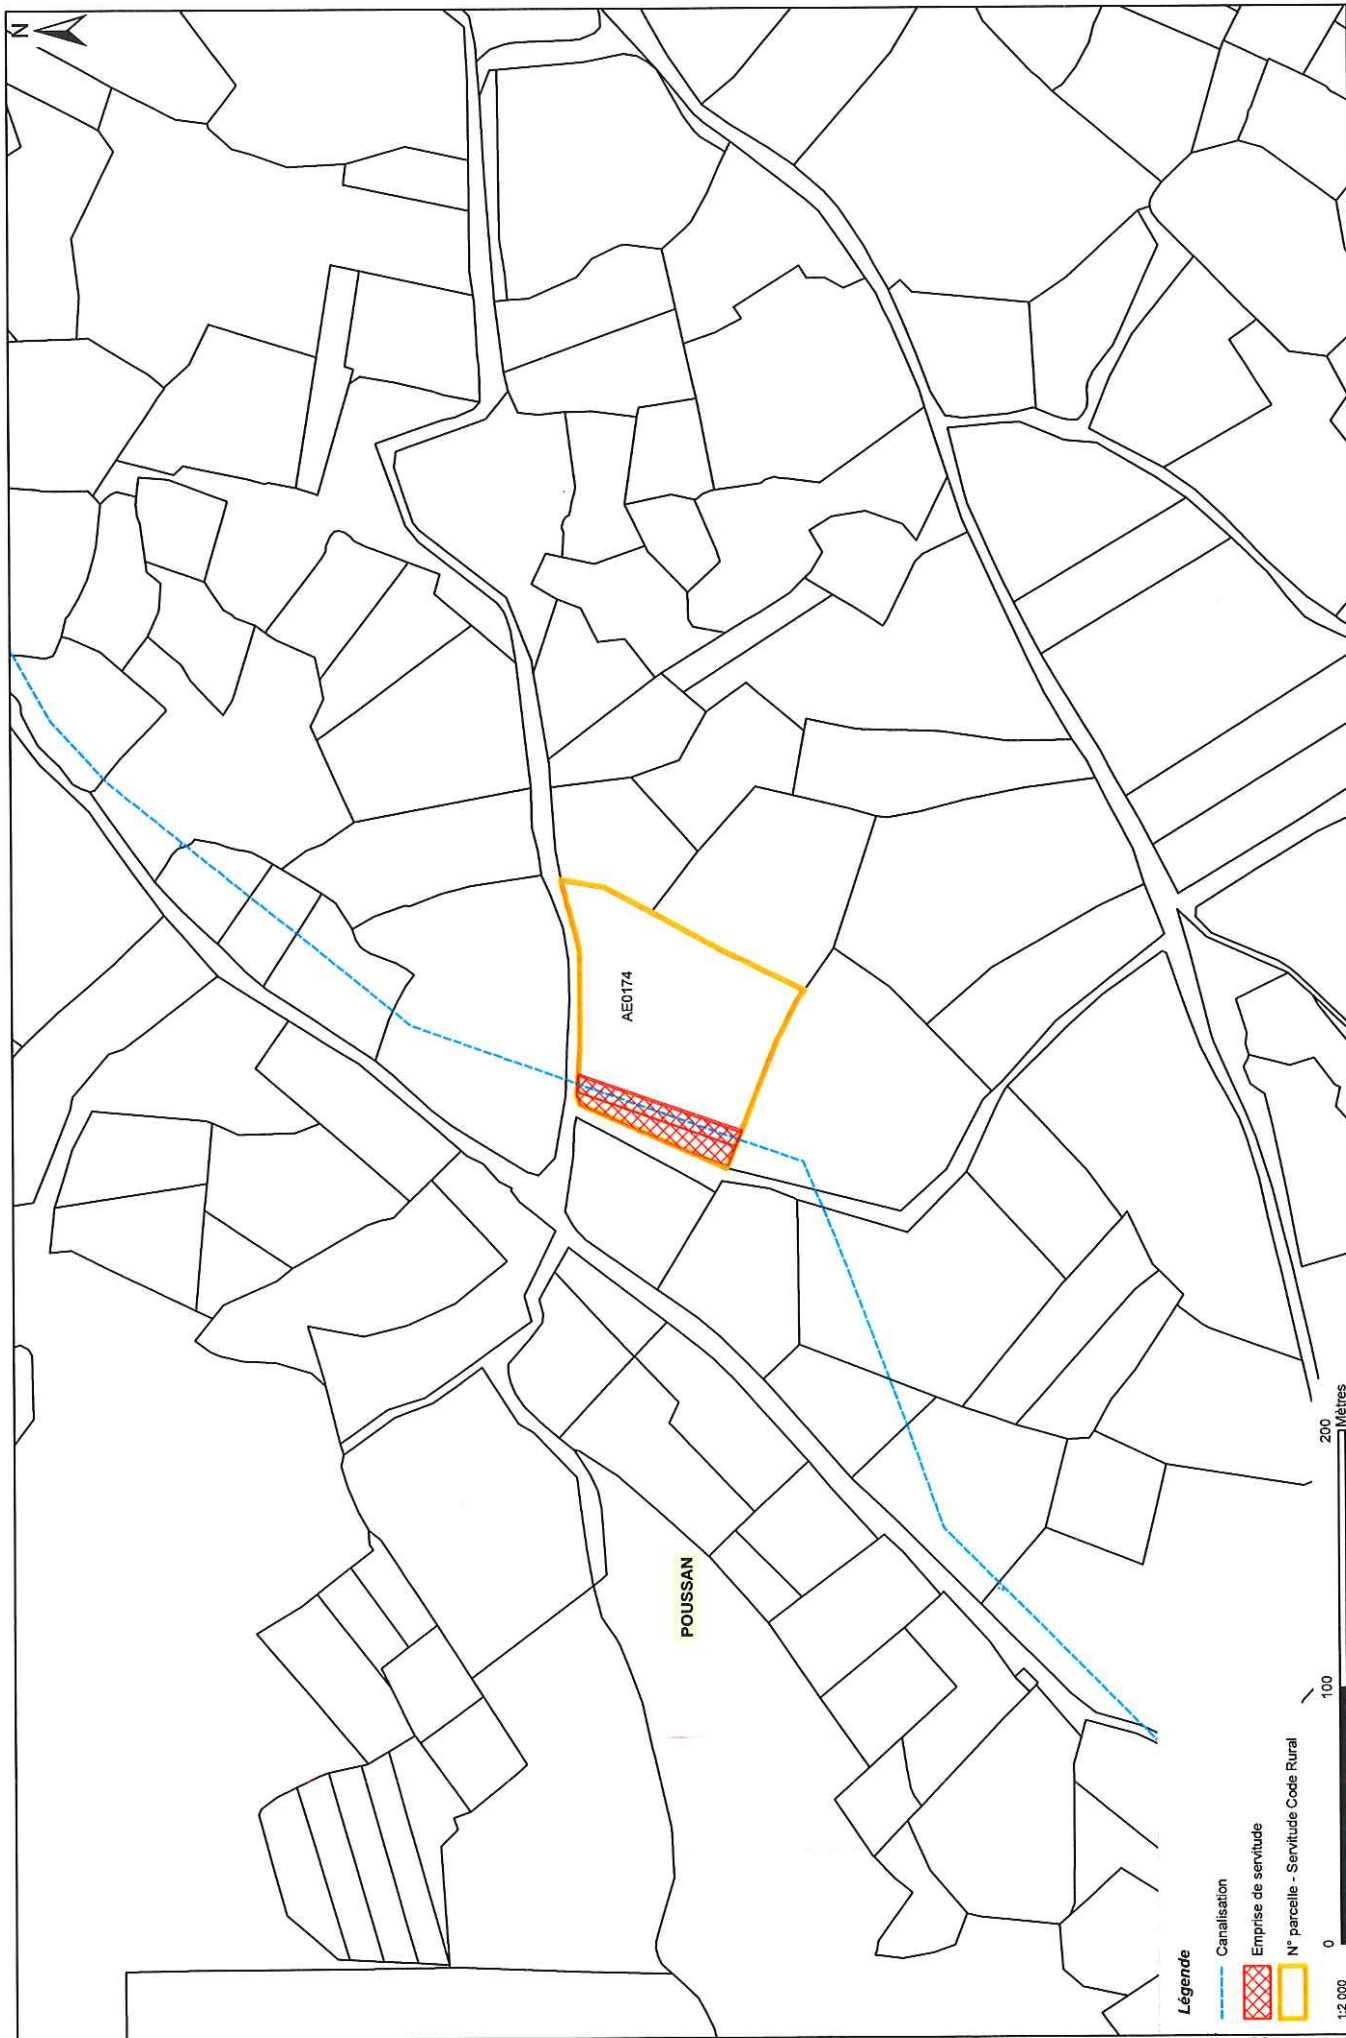 N
AE0174
POUSSAN
Légende
Canalisation
Emprise de servitude
N° parcelle - Servitude Code Rural
1:2 000
0 100 200
Mètres